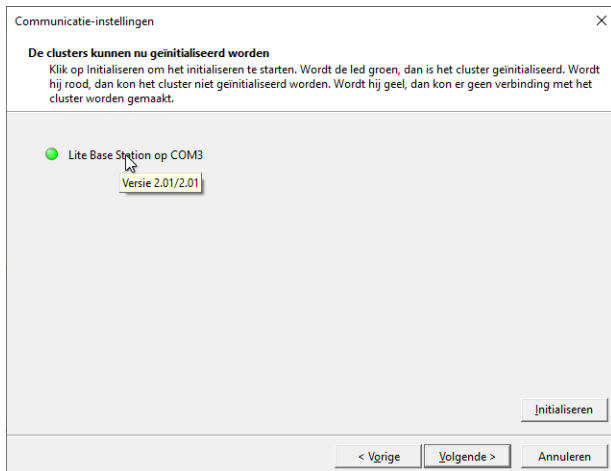 Communicatie-instellingen
De clusters kunnen nu geïnitialiseerd worden
Klik op Initialiseren om het initialiseren te starten. Wordt de led groen, dan is het cluster geïnitialiseerd. Wordt
hij rood, dan kon het cluster niet geïnitialiseerd worden. Wordt hij geel, dan kon er geen verbinding met het
cluster worden gemaakt.
Lite Base Station op COM3
Versie 2.01/2.01
Initialiseren
< Vorige
Volgende >
Annuleren